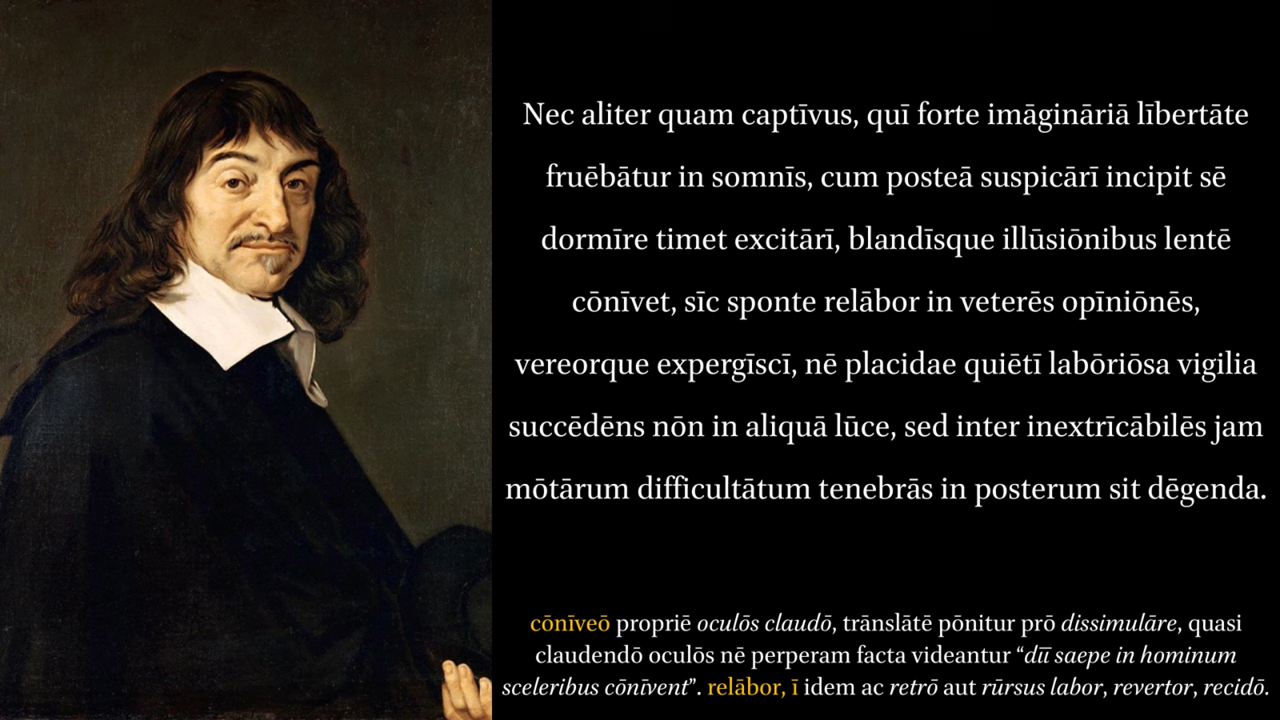 Nec aliter quam captīvus, quī forte imāgināriā lībertāte
fruēbātur in somnīs, cum posteā suspicārī incipit sē
dormīre timet excitārī, blandīsque illūsiōnibus lentē
cōnīvet, sīc sponte relābor in veterēs opīniōnēs,
vereorque expergīscī, nē placidae quiētī labōriōsa vigilia
succēdēns nōn in aliquā lūce, sed inter inextrīcābilēs jam
mōtārum difficultātum tenebrās in posterum sit dēgenda.
cōnīveō propriē oculōs claudō, trānslātē pōnitur prō dissimulāre, quasi
claudendō oculōs nē perperam facta videantur “diī saepe in hominum
sceleribus cōnīvent”. relābor, ī idem ac retrō aut rūrsus labor, revertor, recidō.